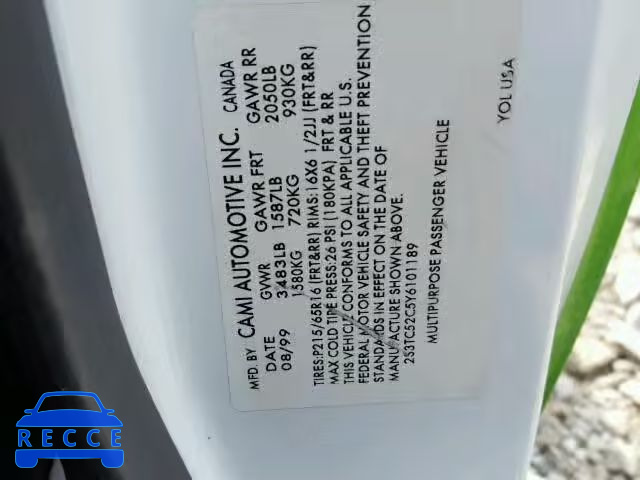 MFD. BY CAMI AUTOMOTIVE INC. CANADA
DATE GVWR GAWR FRT GAWR RR
08/99 3483LB 1587LB 2050LB
1580KG 720KG 930KG
TIRES:P215/65R16 (FRT&RR) RIMS:16X6 1/2JJ (FRT&RR)
MAX COLD TIRE PRESS:26 PSI (180KPA) FRT & RR
THIS VEHICLE CONFORMS TO ALL APPLICABLE U.S.
FEDERAL MOTOR VEHICLE SAFETY AND THEFT PREVENTION
STANDARDS IN EFFECT ON THE DATE OF
MANUFACTURE SHOWN ABOVE.
2S3TC52C5Y6101189
MULTIPURPOSE PASSENGER VEHICLE
YOL USA
RECCE